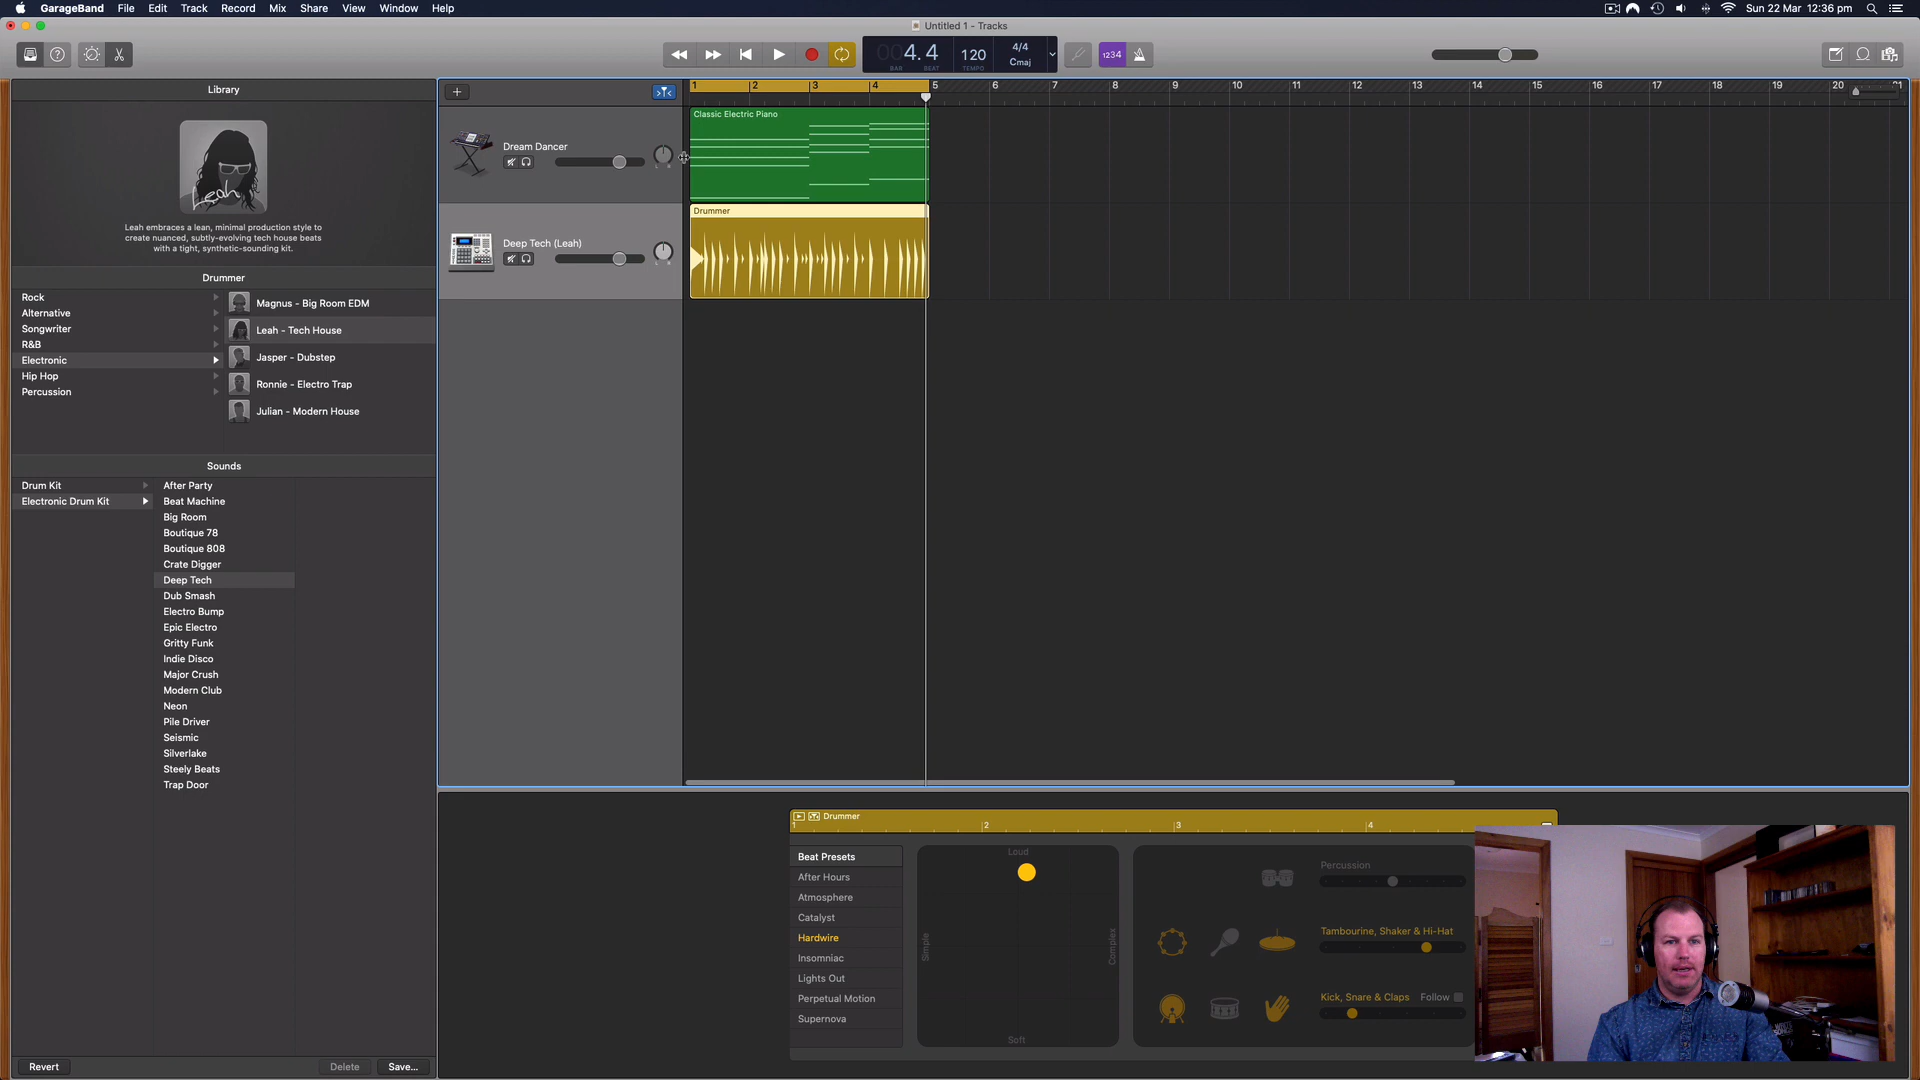 GarageBand File Edit Track Record Mix Share View Window Help
Sun 22 Mar 12:36 pm
Untitled 1 - Tracks
004.4
BAR BEAT
120
TEMPO
4/4
Cmaj
1234
Library
Leah
Leah embraces a lean, minimal production style to
create nuanced, subtly-evolving tech house beats
with a tight, synthetic-sounding kit.
Drummer
Rock
Alternative
Songwriter
R&B
Electronic
Hip Hop
Percussion
Magnus - Big Room EDM
Leah - Tech House
Jasper - Dubstep
Ronnie - Electro Trap
Julian - Modern House
Sounds
Drum Kit
Electronic Drum Kit
After Party
Beat Machine
Big Room
Boutique 78
Boutique 808
Crate Digger
Deep Tech
Dub Smash
Electro Bump
Epic Electro
Gritty Funk
Indie Disco
Major Crush
Modern Club
Neon
Pile Driver
Seismic
Silverlake
Steely Beats
Trap Door
Revert
Delete
Save...
1 2 3 4 5 6 7 8 9 10 11 12 13 14 15 16 17 18 19 20 21
Dream Dancer
L R
Classic Electric Piano
Deep Tech (Leah)
L R
Drummer
Drummer
1 2 3 4
Beat Presets
After Hours
Atmosphere
Catalyst
Hardwire
Insomniac
Lights Out
Perpetual Motion
Supernova
Loud
Simple
Complex
Soft
Percussion
Tambourine, Shaker & Hi-Hat
Kick, Snare & Claps
Follow